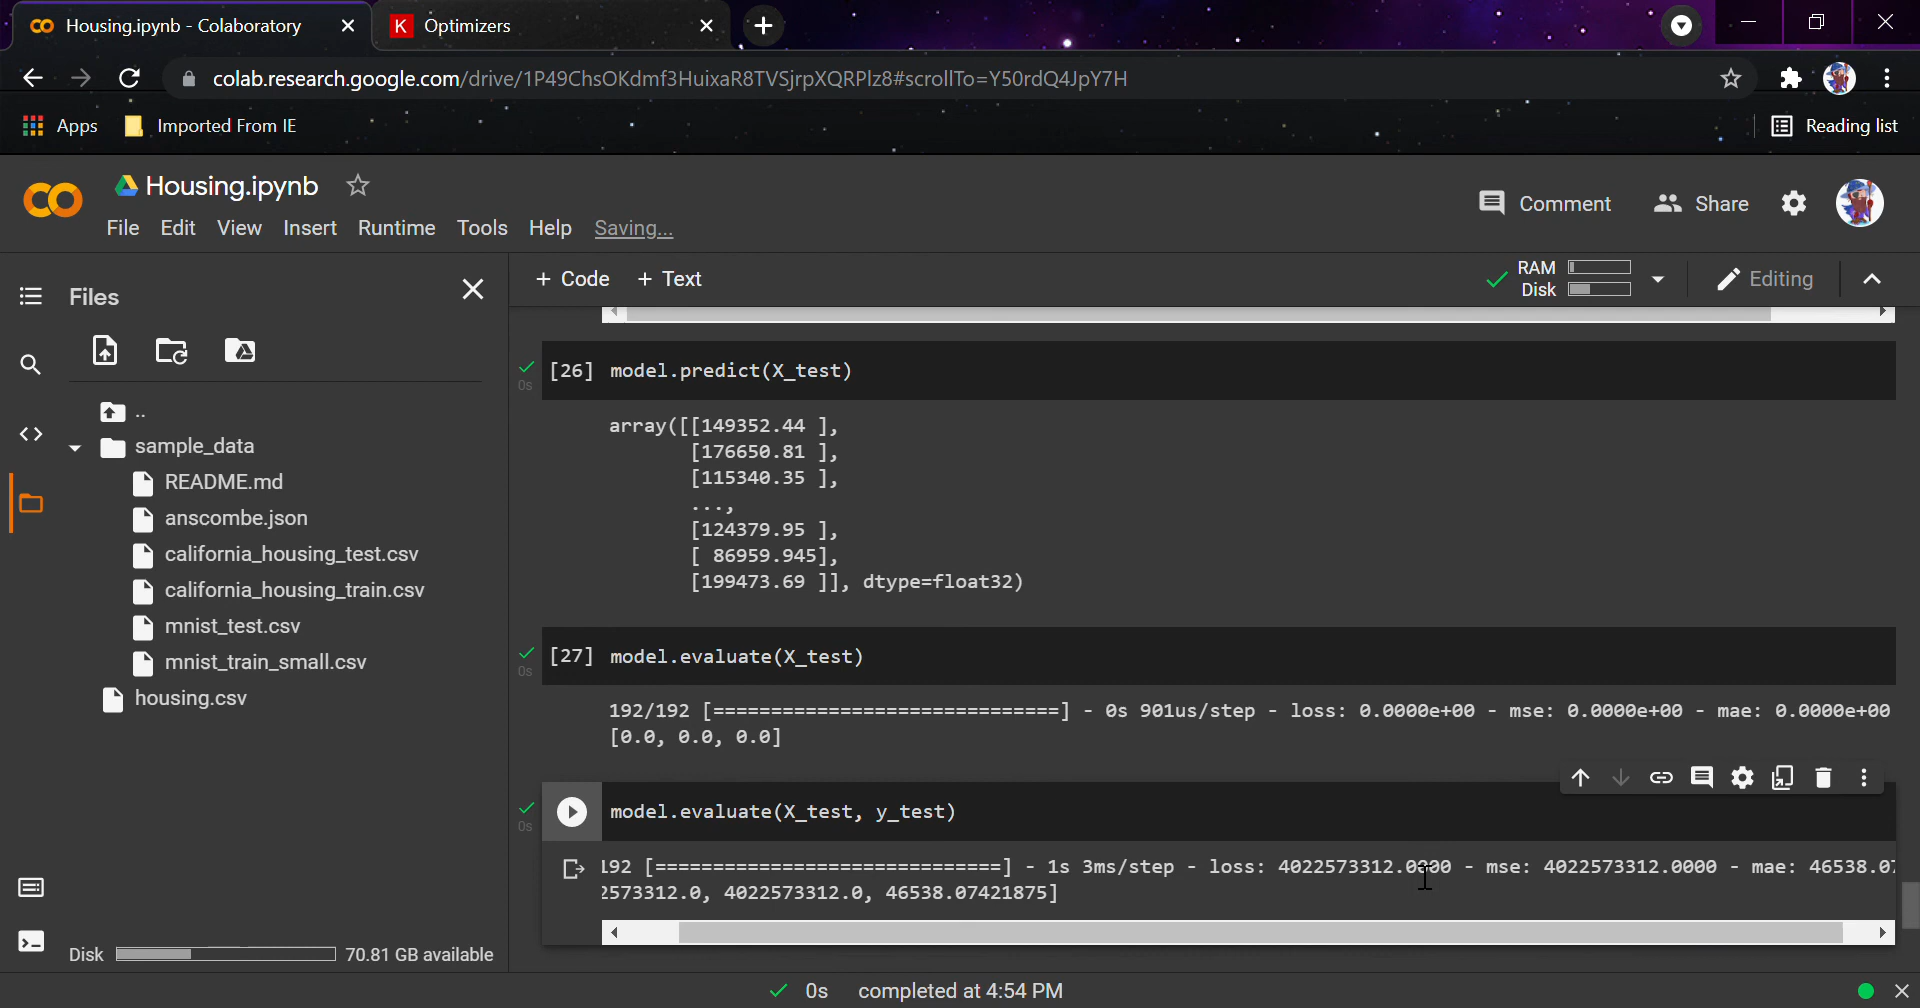 Housing.ipynb - Colaboratory
K Optimizers
colab.research.google.com/drive/1P49ChsOKdmf3HuixaR8TVSjrpXQRPlz8#scrollTo=Y50rdQ4JpY7H
Apps Imported From IE Reading list
Housing.ipynb
Comment Share
File Edit View Insert Runtime Tools Help Saving...
Files
+ Code + Text
RAM
Disk
Editing
..
sample_data
README.md
anscombe.json
california_housing_test.csv
california_housing_train.csv
mnist_test.csv
mnist_train_small.csv
housing.csv
Disk 70.81 GB available
0s
[26] model.predict(X_test)
array([[149352.44 ],
[176650.81 ],
[115340.35 ],
...,
[124379.95 ],
[ 86959.945],
[199473.69 ]], dtype=float32)
0s
[27] model.evaluate(X_test)
192/192 [==============================] - 0s 901us/step - loss: 0.0000e+00 - mse: 0.0000e+00 - mae: 0.0000e+00
[0.0, 0.0, 0.0]
0s
model.evaluate(X_test, y_test)
192 [==============================] - 1s 3ms/step - loss: 4022573312.0000 - mse: 4022573312.0000 - mae: 46538.07
2573312.0, 4022573312.0, 46538.07421875]
0s completed at 4:54 PM